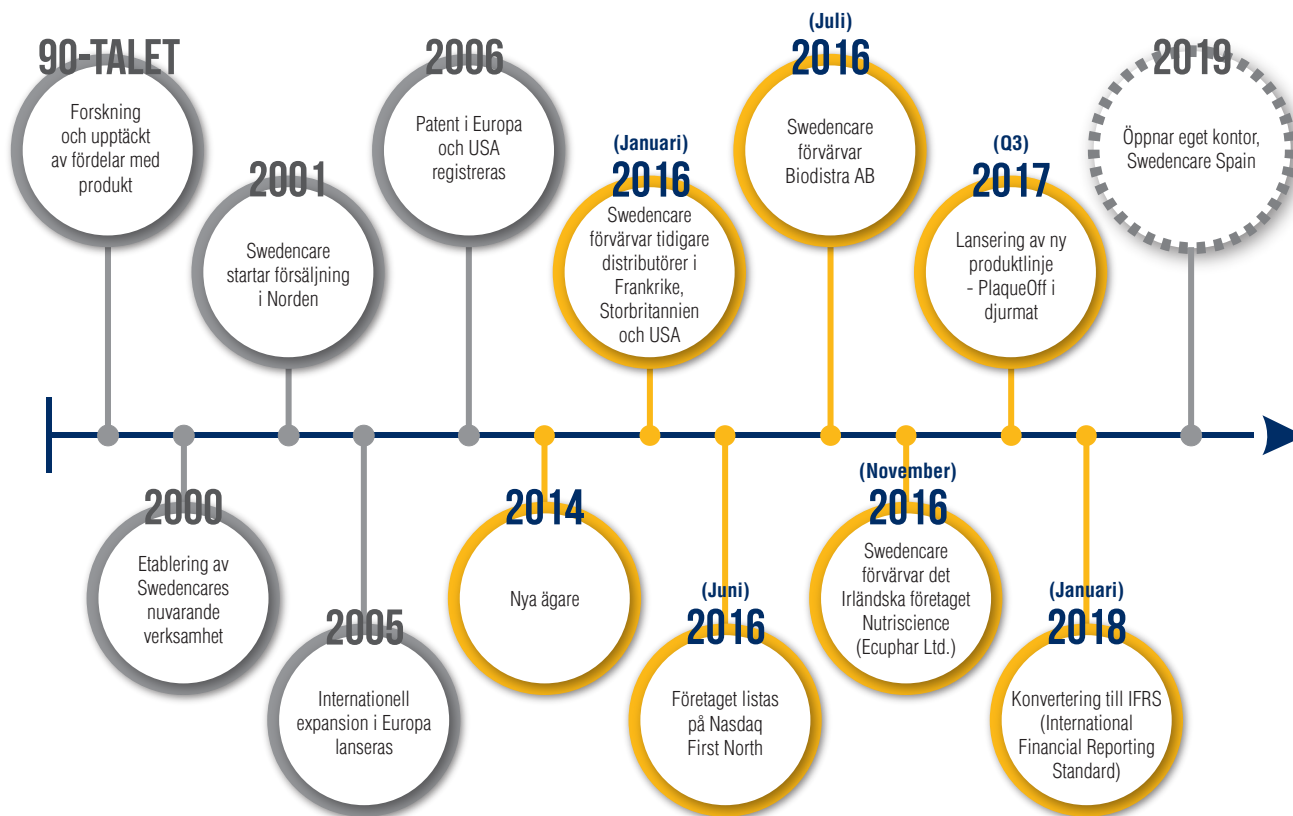 90-TALET
Forskning
och upptäckt
av fördelar med
produkt
2000
Etablering av
Swedencares
nuvarande
verksamhet
2001
Swedencare
startar försäljning
i Norden
2005
Internationell
expansion i Europa
lanseras
2006
Patent i Europa
och USA
registreras
2014
Nya ägare
(Januari)
2016
Swedencare
förvärvar tidigare
distributörer i
Frankrike,
Storbritannien
och USA
(Juni)
2016
Företaget listas
på Nasdaq
First North
(Juli)
2016
Swedencare
förvärvar
Biodistra AB
(November)
2016
Swedencare
förvärvar det
Irländska företaget
Nutriscience
(Ecuphar Ltd.)
(Q3)
2017
Lansering av ny
produktlinje
- PlaqueOff i
djurmat
(Januari)
2018
Konvertering till IFRS
(International
Financial Reporting
Standard)
2019
Öppnar eget kontor,
Swedencare Spain